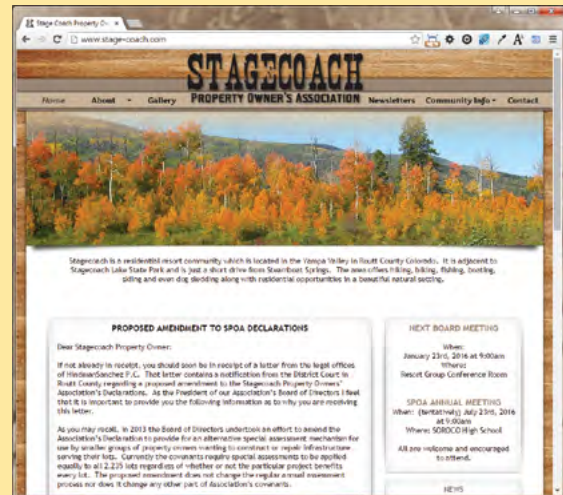 Stage Coach Property Ow
www.stage-coach.com
STAGECOACH
PROPERTY OWNER'S ASSOCIATION
Home About Gallery Newsletters Community Info Contact
Stagecoach is a residential resort community which is located in the Yampa Valley in Routt County Colorado. It is adjacent to
Stagecoach Lake State Park and is just a short drive from Steamboat Springs. The area offers hiking, biking, fishing, boating,
skiing and even dog sledding along with residential opportunities in a beautiful natural setting.
PROPOSED AMENDMENT TO SPOA DECLARATIONS
Dear Stagecoach Property Owner:
If not already in receipt, you should soon be in receipt of a letter from the legal offices
of HindmanSanchez P.C. That letter contains a notification from the District Court in
Routt County regarding a proposed amendment to the Stagecoach Property Owners'
Association's Declarations. As the President of our Association's Board of Directors I feel
that it is important to provide you the following information as to why you are receiving
this letter.
As you may recall, in 2013 the Board of Directors undertook an effort to amend the
Association's Declaration to provide for an alternative special assessment mechanism for
use by smaller groups of owners wanting to construct or repair infrastructure
serving their lots. Currently the covenants require special assessments to be applied
equally to all 2,235 lots regardless of whether or not the particular project benefits
every lot. The proposed amendment does not change the regular annual assessment
process nor does it change any other part of Association's covenants.
NEXT BOARD MEETING
When:
January 23rd, 2016 at 9:00am
Where:
Resort Group Conference Room
SPOA ANNUAL MEETING
When: (tentatively) July 23rd, 2016
at 9:00am
Where: SOROCO High School
All are welcome and encouraged
to attend.
NEWS